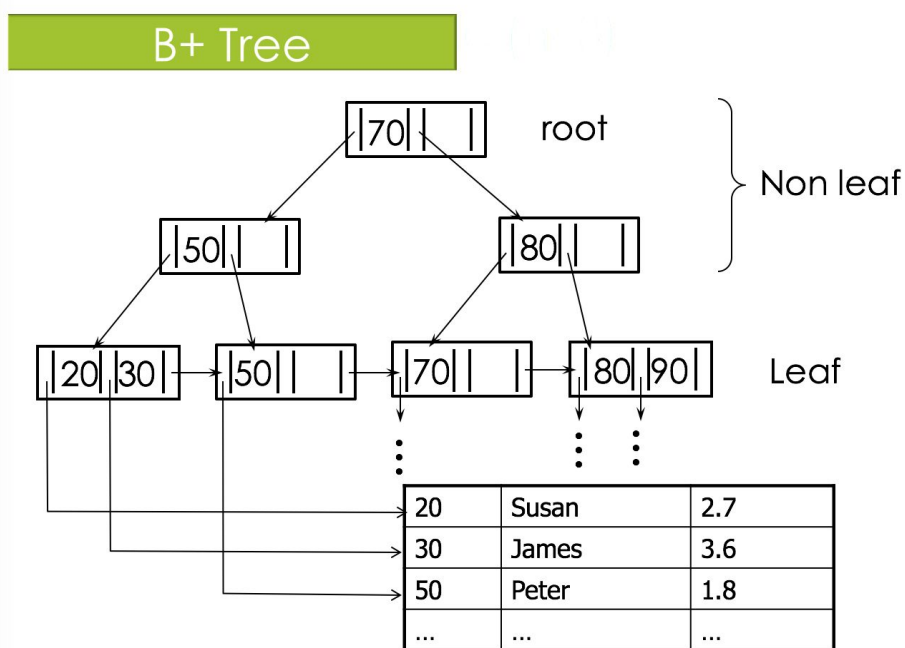 B+ Tree
70
root
Non leaf
50
80
20 30
50
70
80 90
Leaf
20 Susan 2.7
30 James 3.6
50 Peter 1.8
... ... ...